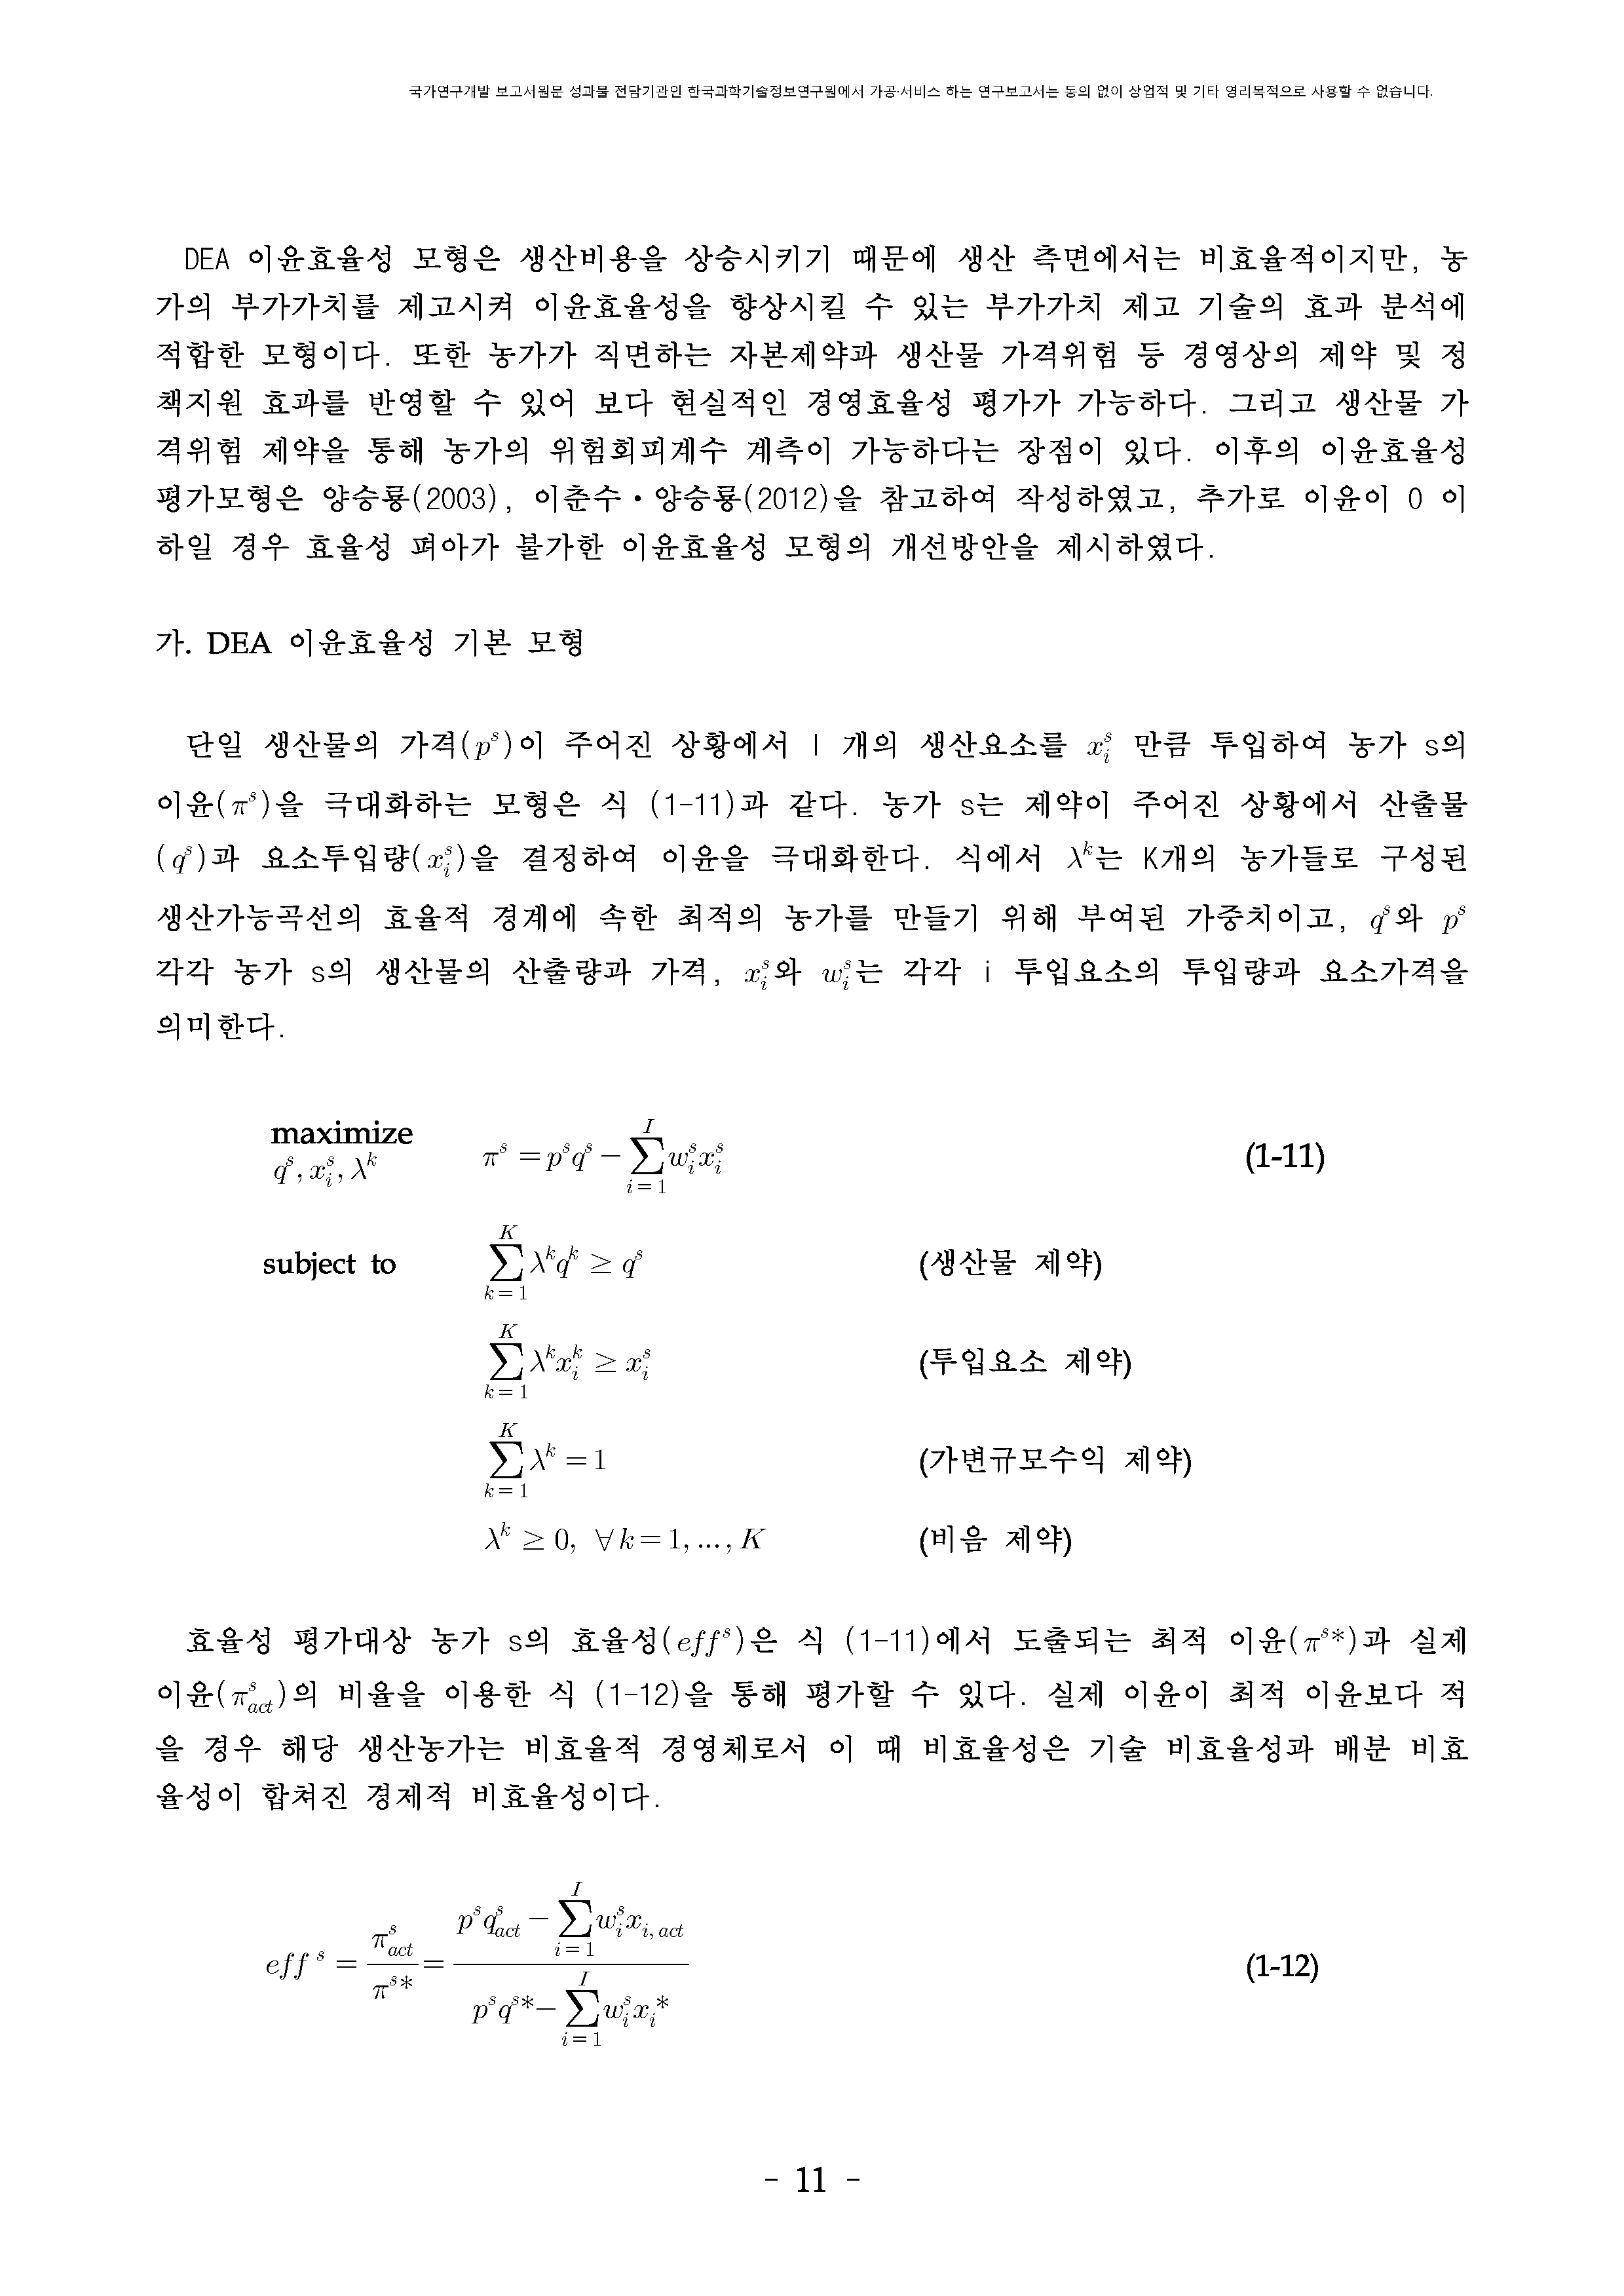 국가연구개발 보고서원문 성과물 전담기관인 한국과학기술정보연구원에서 가공·서비스 하는 연구보고서는 동의 없이 상업적 및 기타 영리목적으로 사용할 수 없습니다.
DEA 이윤효율성 모형은 생산비용을 상승시키기 때문에 생산 측면에서는 비효율적이지만, 농
가의 부가가치를 제고시켜 이윤효율성을 향상시킬 수 있는 부가가치 제고 기술의 효과 분석에
적합한 모형이다. 또한 농가가 직면하는 자본제약과 생산물 가격위험 등 경영상의 제약 및 정
책지원 효과를 반영할 수 있어 보다 현실적인 경영효율성 평가가 가능하다. 그리고 생산물 가
격위험 제약을 통해 농가의 위험회피계수 계측이 가능하다는 장점이 있다. 이후의 이윤효율성
평가모형은 양승룡(2003), 이춘수·양승룡(2012)을 참고하여 작성하였고, 추가로 이윤이 0 이
하일 경우 효율성 펴아가 불가한 이윤효율성 모형의 개선방안을 제시하였다.
가. DEA 이윤효율성 기본 모형
단일 생산물의 가격($p^s$)이 주어진 상황에서 I 개의 생산요소를 $x_i^s$ 만큼 투입하여 농가 s의
이윤($\pi^s$)을 극대화하는 모형은 식 (1-11)과 같다. 농가 s는 제약이 주어진 상황에서 산출물
($q^s$)과 요소투입량($x_i^s$)을 결정하여 이윤을 극대화한다. 식에서 $\lambda^k$는 K개의 농가들로 구성된
생산가능곡선의 효율적 경계에 속한 최적의 농가를 만들기 위해 부여된 가중치이고, $q^s$와 $p^s$
각각 농가 s의 생산물의 산출량과 가격, $x_i^s$와 $w_i^s$는 각각 i 투입요소의 투입량과 요소가격을
의미한다.
maximize $\pi^s = p^s q^s - \sum_{i=1}^{I} w_i^s x_i^s$ (1-11)
$q^s, x_i^s, \lambda^k$
subject to $\sum_{k=1}^{K} \lambda^k q^k \geq q^s$ (생산물 제약)
$\sum_{k=1}^{K} \lambda^k x_i^k \geq x_i^s$ (투입요소 제약)
$\sum_{k=1}^{K} \lambda^k = 1$ (가변규모수익 제약)
$\lambda^k \geq 0, \ \forall k = 1, ..., K$ (비음 제약)
효율성 평가대상 농가 s의 효율성($eff^s$)은 식 (1-11)에서 도출되는 최적 이윤($\pi^{s*}$)과 실제
이윤($\pi_{act}^s$)의 비율을 이용한 식 (1-12)을 통해 평가할 수 있다. 실제 이윤이 최적 이윤보다 적
을 경우 해당 생산농가는 비효율적 경영체로서 이 때 비효율성은 기술 비효율성과 배분 비효
율성이 합쳐진 경제적 비효율성이다.
$eff^s = \frac{\pi_{act}^s}{\pi^{s*}} = \frac{p^s q_{act}^s - \sum_{i=1}^{I} w_i^s x_{i,act}}{p^s q^{s*} - \sum_{i=1}^{I} w_i^s x_i^*}$ (1-12)
- 11 -